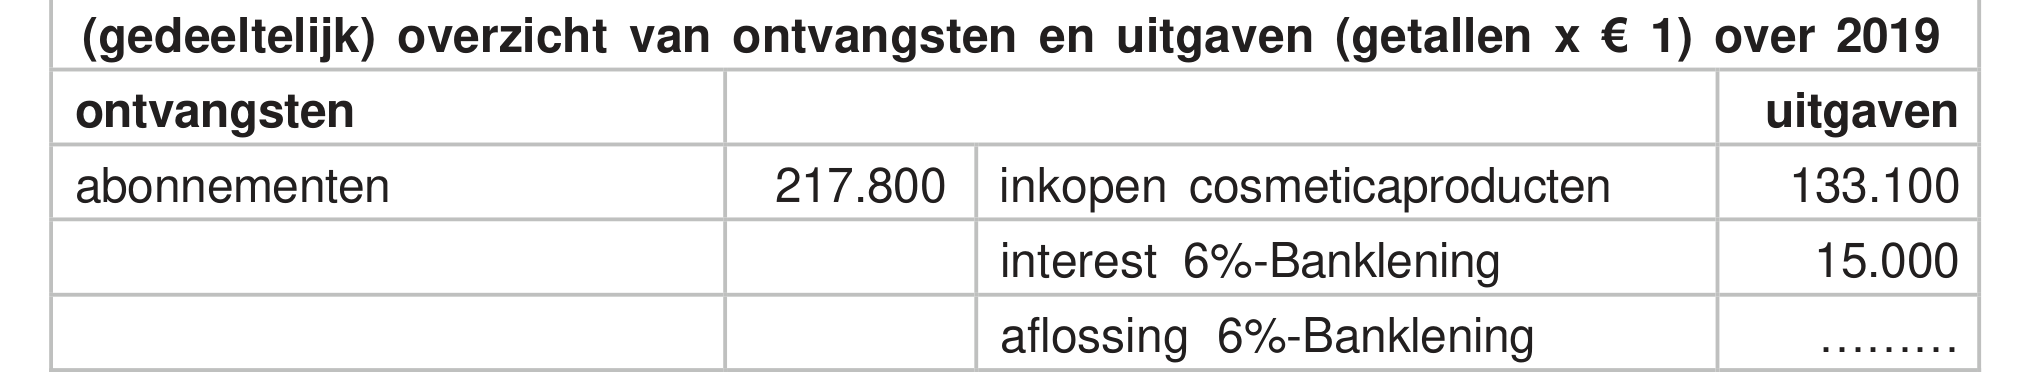 (gedeeltelijk) overzicht van ontvangsten en uitgaven (getallen x € 1) over 2019
ontvangsten uitgaven
abonnementen 217.800 inkopen cosmeticaproducten 133.100
interest 6%-Banklening 15.000
aflossing 6%-Banklening .........